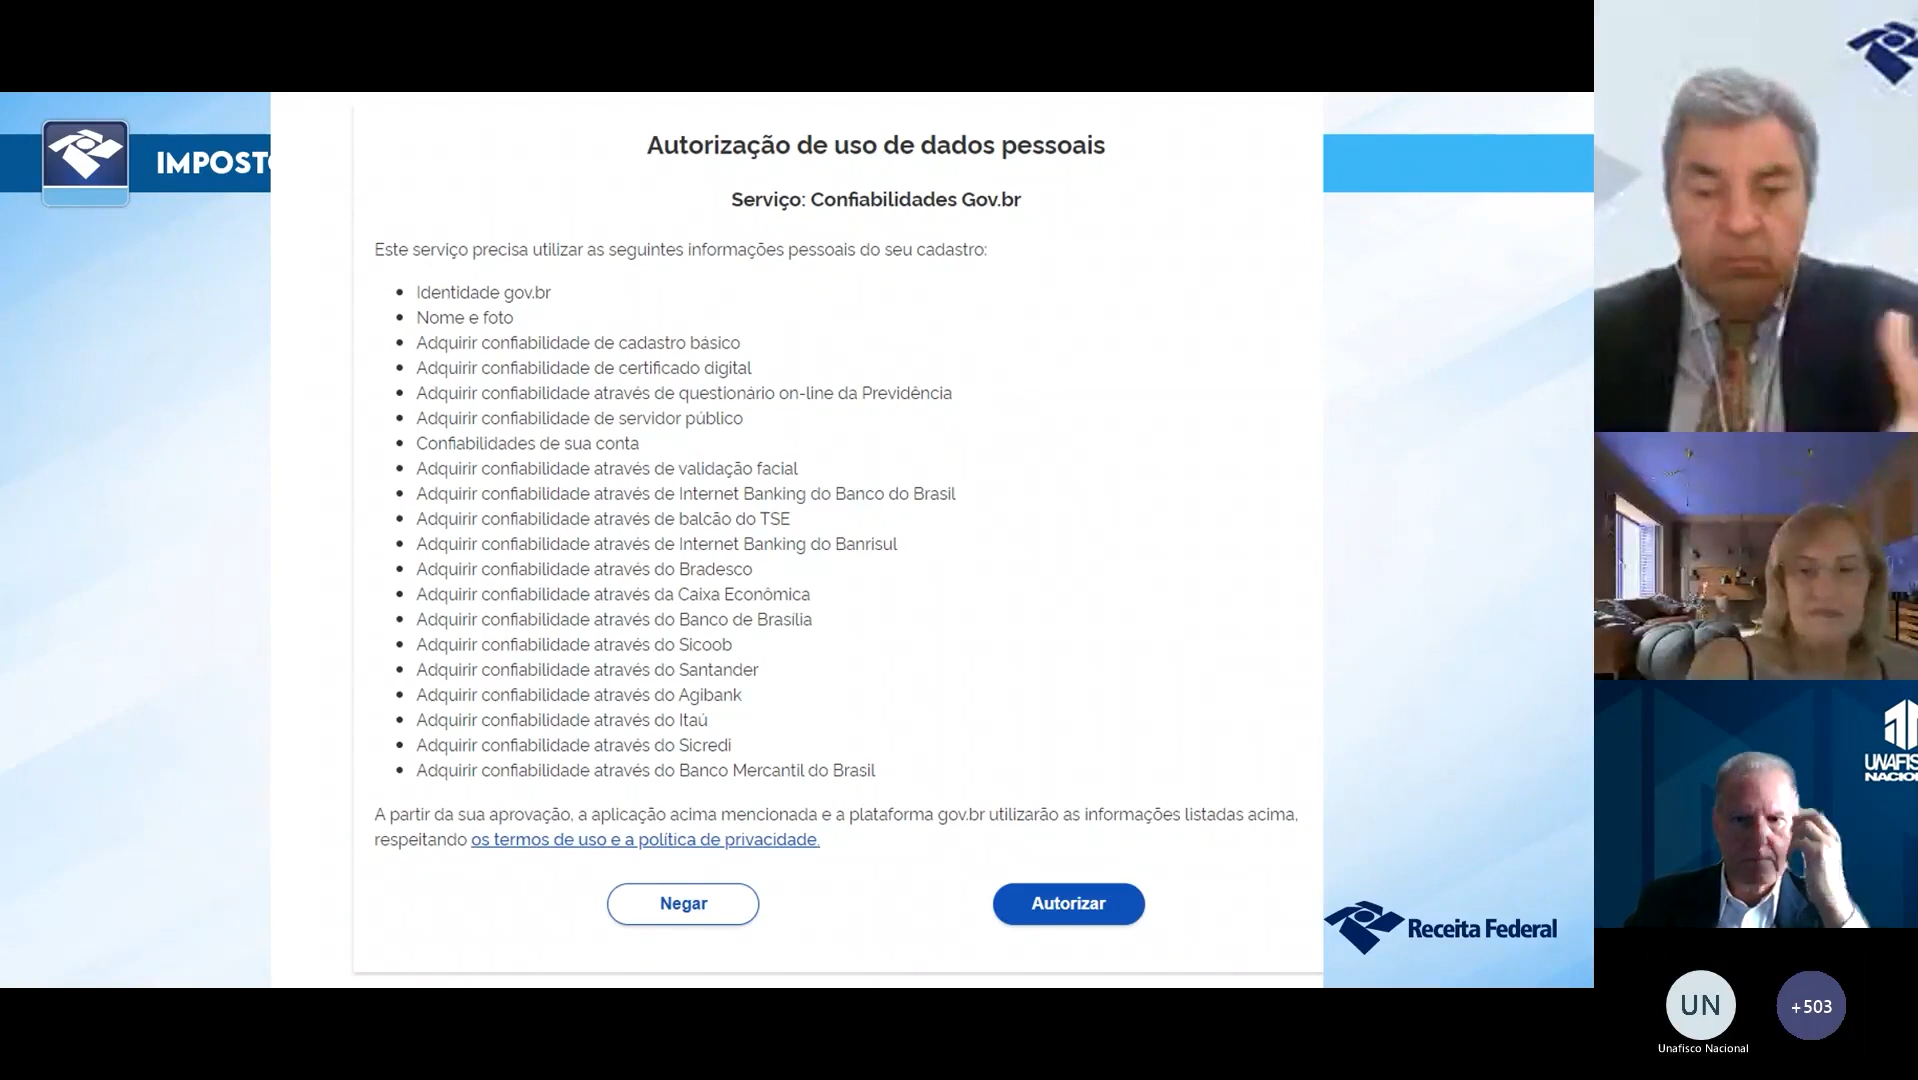 IMPOSTO
Autorização de uso de dados pessoais
Serviço: Confiabilidades Gov.br
Este serviço precisa utilizar as seguintes informações pessoais do seu cadastro:
Identidade gov.br
Nome e foto
Adquirir confiabilidade de cadastro básico
Adquirir confiabilidade de certificado digital
Adquirir confiabilidade através de questionário on-line da Previdência
Adquirir confiabilidade de servidor público
Confiabilidades de sua conta
Adquirir confiabilidade através de validação facial
Adquirir confiabilidade através de Internet Banking do Banco do Brasil
Adquirir confiabilidade através de balcão do TSE
Adquirir confiabilidade através de Internet Banking do Banrisul
Adquirir confiabilidade através do Bradesco
Adquirir confiabilidade através da Caixa Econômica
Adquirir confiabilidade através do Banco de Brasília
Adquirir confiabilidade através do Sicoob
Adquirir confiabilidade através do Santander
Adquirir confiabilidade através do Agibank
Adquirir confiabilidade através do Itaú
Adquirir confiabilidade através do Sicredi
Adquirir confiabilidade através do Banco Mercantil do Brasil
A partir da sua aprovação, a aplicação acima mencionada e a plataforma gov.br utilizarão as informações listadas acima,
respeitando os termos de uso e a política de privacidade.
Negar
Autorizar
Receita Federal
UNAFIS
NACIO
UN
+503
Unafisco Nacional